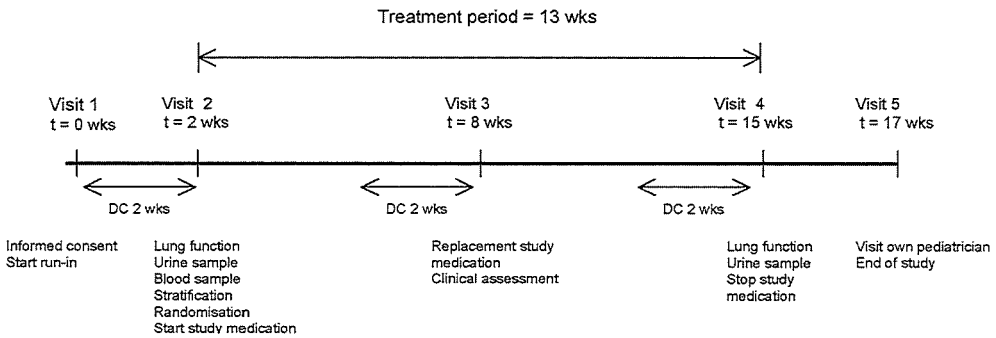 Treatment period = 13 wks
Visit 1
t = 0 wks
Visit 2
t = 2 wks
Visit 3
t = 8 wks
Visit 4
t = 15 wks
Visit 5
t = 17 wks
DC 2 wks
DC 2 wks
DC 2 wks
Informed consent
Start run-in
Lung function
Urine sample
Blood sample
Stratification
Randomisation
Start study medication
Replacement study
medication
Clinical assessment
Lung function
Urine sample
Stop study
medication
Visit own pediatrician
End of study